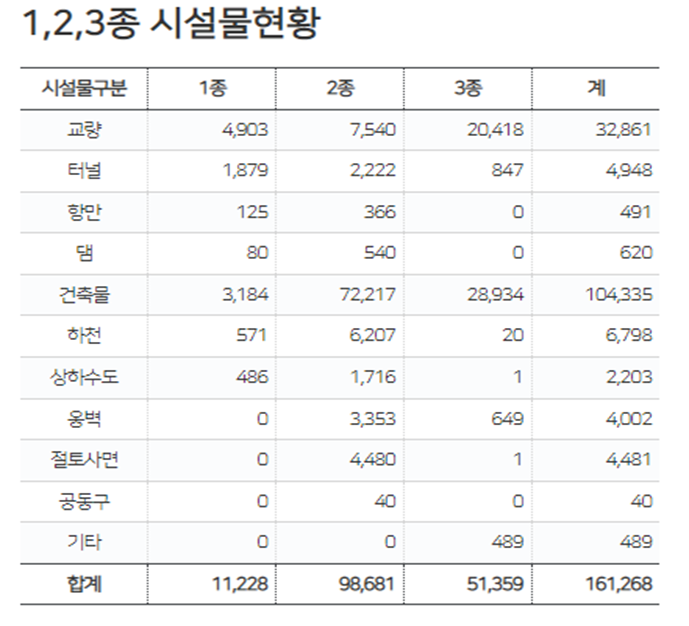 1,2,3종 시설물현황
시설물구분 1종 2종 3종 계
교량 4,903 7,540 20,418 32,861
터널 1,879 2,222 847 4,948
항만 125 366 0 491
댐 80 540 0 620
건축물 3,184 72,217 28,934 104,335
하천 571 6,207 20 6,798
상하수도 486 1,716 1 2,203
옹벽 0 3,353 649 4,002
절토사면 0 4,480 1 4,481
공동구 0 40 0 40
기타 0 0 489 489
합계 11,228 98,681 51,359 161,268